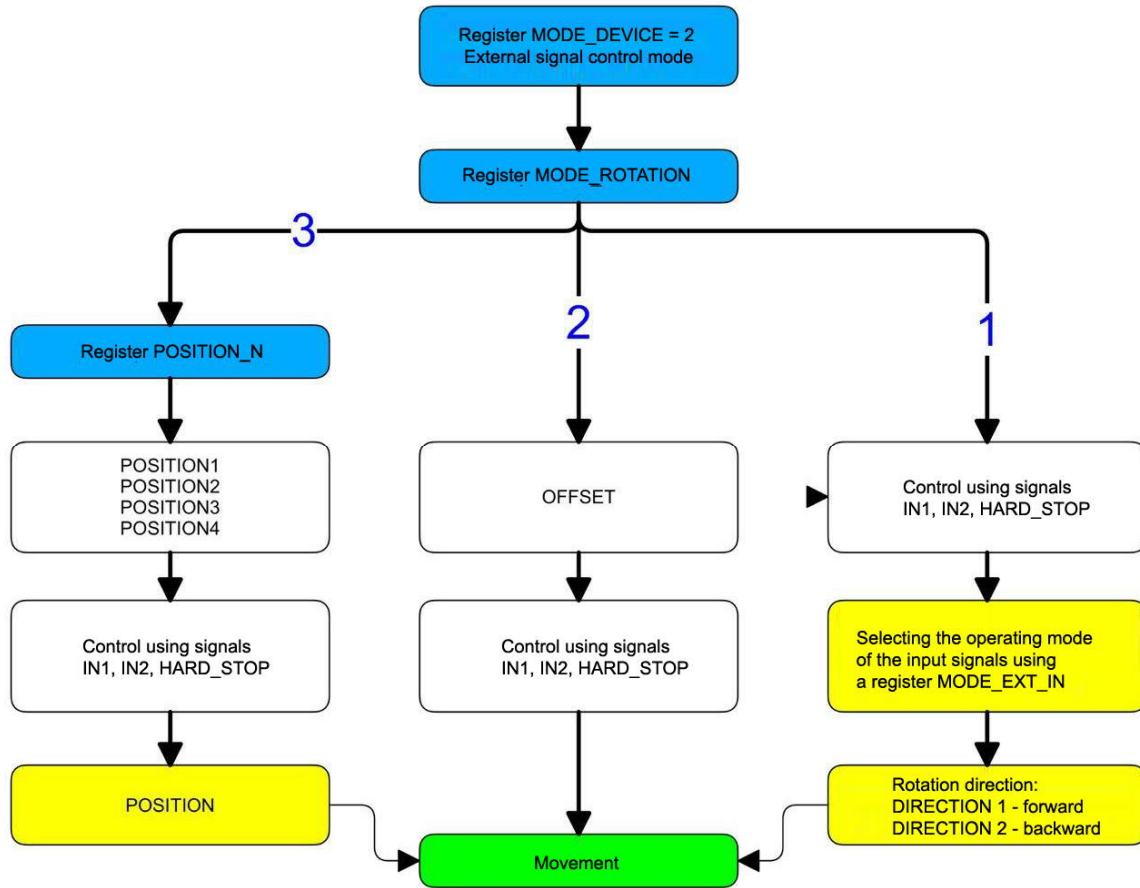 Register MODE_DEVICE = 2
External signal control mode
Register MODE_ROTATION
3
2
1
Register POSITION_N
POSITION1
POSITION2
POSITION3
POSITION4
OFFSET
Control using signals
IN1, IN2, HARD_STOP
Control using signals
IN1, IN2, HARD_STOP
Control using signals
IN1, IN2, HARD_STOP
Selecting the operating mode
of the input signals using
a register MODE_EXT_IN
POSITION
Rotation direction:
DIRECTION 1 - forward
DIRECTION 2 - backward
Movement